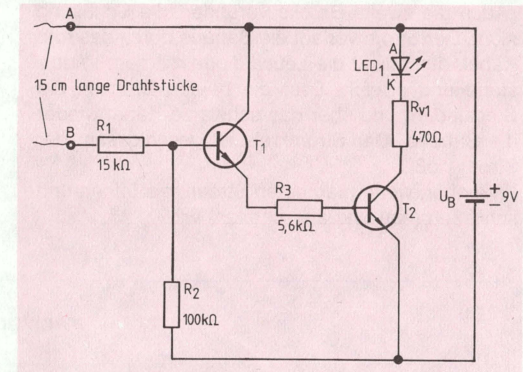 A
15 cm lange Drahtstücke
B
R1
15 kΩ
T1
R2
100kΩ
R3
5,6kΩ
T2
A
LED1
K
RV1
470Ω
UB
+
−
9V